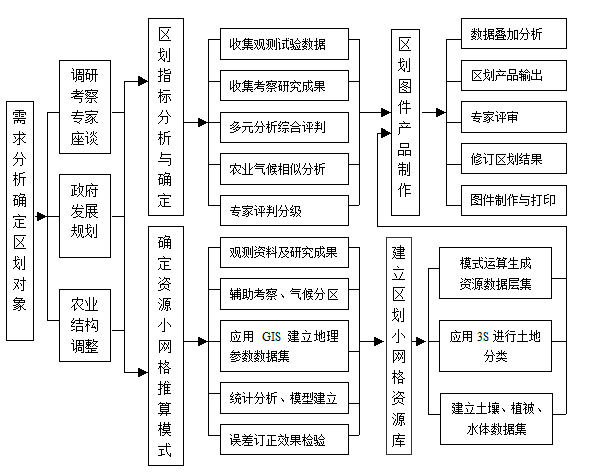 需求分析确定区划对象
调研
考察
专家
座谈
政府
发展
规划
农业
结构
调整
区划指标分析与确定
确定资源小网格推算模式
收集观测试验数据
收集考察研究成果
多元分析综合评判
农业气候相似分析
专家评判分级
观测资料及研究成果
辅助考察、气候分区
应用 GIS 建立地理
参数数据集
统计分析、模型建立
误差订正效果检验
区划图件产品制作
建立区划小网格资源库
数据叠加分析
区划产品输出
专家评审
修订区划结果
图件制作与打印
模式运算生成
资源数据层集
应用 3S 进行土地
分类
建立土壤、植被、
水体数据集